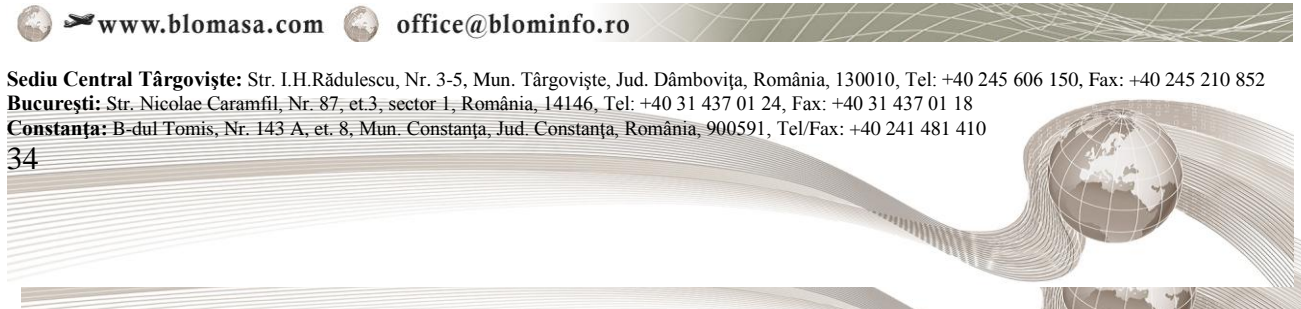 www.blomasa.com office@blominfo.ro
Sediu Central Târgovişte: Str. I.H.Rădulescu, Nr. 3-5, Mun. Târgovişte, Jud. Dâmboviţa, România, 130010, Tel: +40 245 606 150, Fax: +40 245 210 852
Bucureşti: Str. Nicolae Caramfil, Nr. 87, et.3, sector 1, România, 14146, Tel: +40 31 437 01 24, Fax: +40 31 437 01 18
Constanţa: B-dul Tomis, Nr. 143 A, et. 8, Mun. Constanţa, Jud. Constanţa, România, 900591, Tel/Fax: +40 241 481 410
34